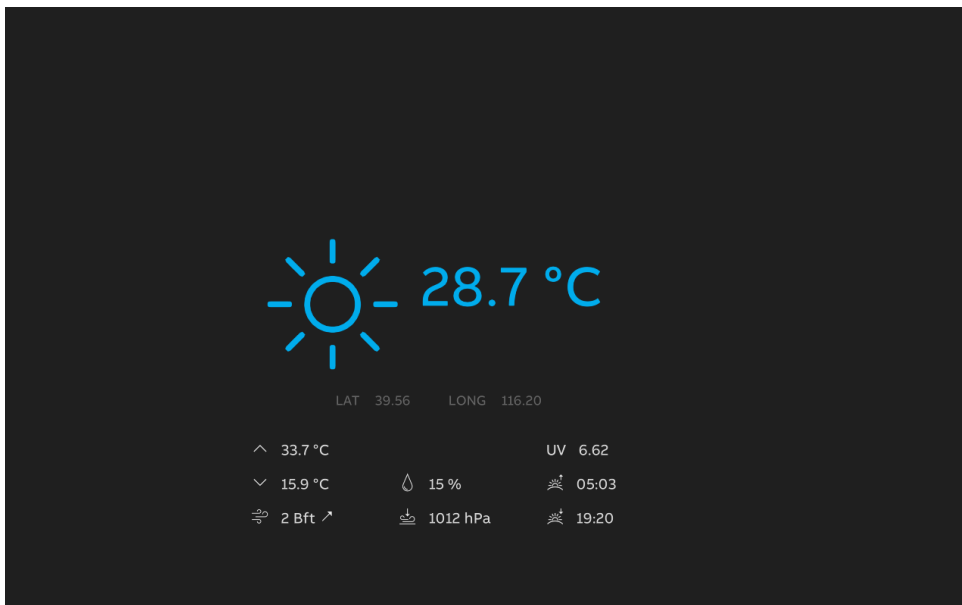 28.7 °C
LAT 39.56 LONG 116.20
33.7 °C UV 6.62
15.9 °C 15 % 05:03
2 Bft 1012 hPa 19:20